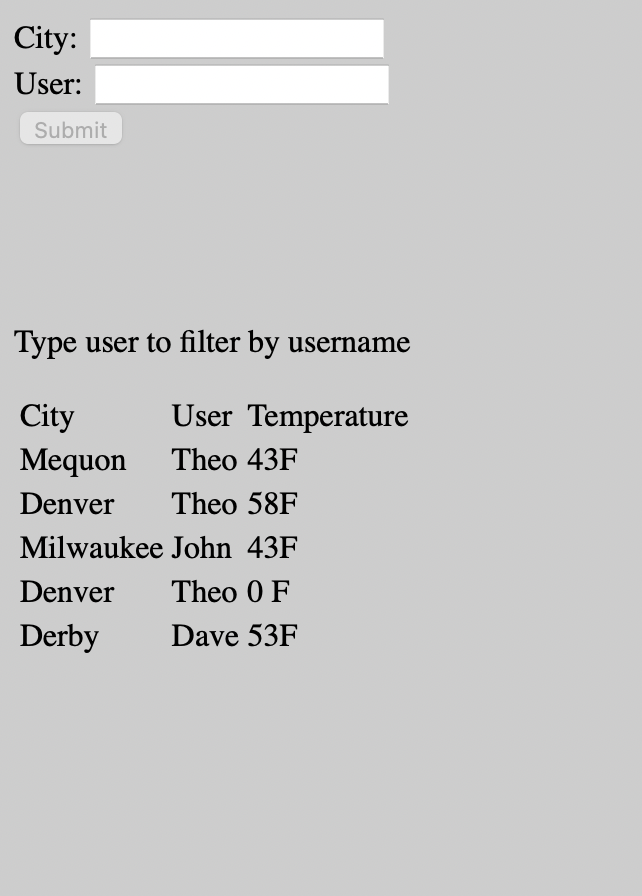 City:
User:
Submit
Type user to filter by username
City User Temperature
Mequon Theo 43F
Denver Theo 58F
Milwaukee John 43F
Denver Theo 0 F
Derby Dave 53F